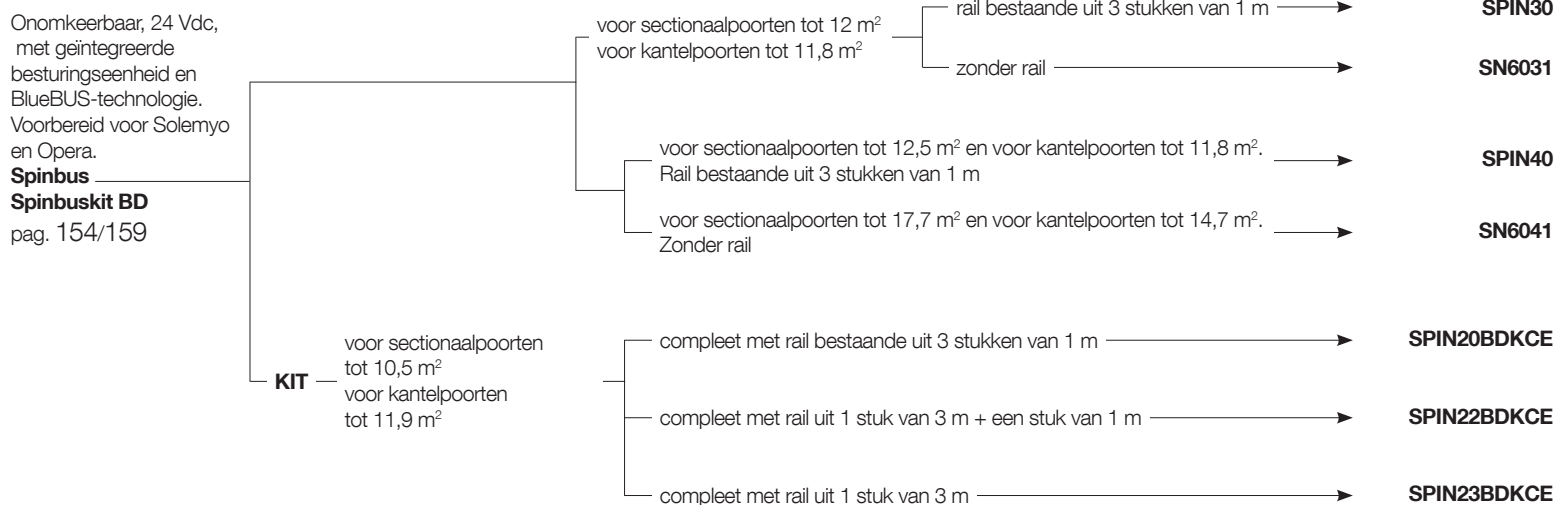 Onomkeerbaar, 24 Vdc,
met geïntegreerde
besturingseenheid en
BlueBUS-technologie.
Voorbereid voor Solemyo
en Opera.
Spinbus
Spinbuskit BD
pag. 154/159
voor sectionaalpoorten tot 12 m²
voor kantelpoorten tot 11,8 m²
rail bestaande uit 3 stukken van 1 m
SPIN30
zonder rail
SN6031
voor sectionaalpoorten tot 12,5 m² en voor kantelpoorten tot 11,8 m².
Rail bestaande uit 3 stukken van 1 m
SPIN40
voor sectionaalpoorten tot 17,7 m² en voor kantelpoorten tot 14,7 m².
Zonder rail
SN6041
KIT
voor sectionaalpoorten
tot 10,5 m²
voor kantelpoorten
tot 11,9 m²
compleet met rail bestaande uit 3 stukken van 1 m
SPIN20BDKCE
compleet met rail uit 1 stuk van 3 m + een stuk van 1 m
SPIN22BDKCE
compleet met rail uit 1 stuk van 3 m
SPIN23BDKCE